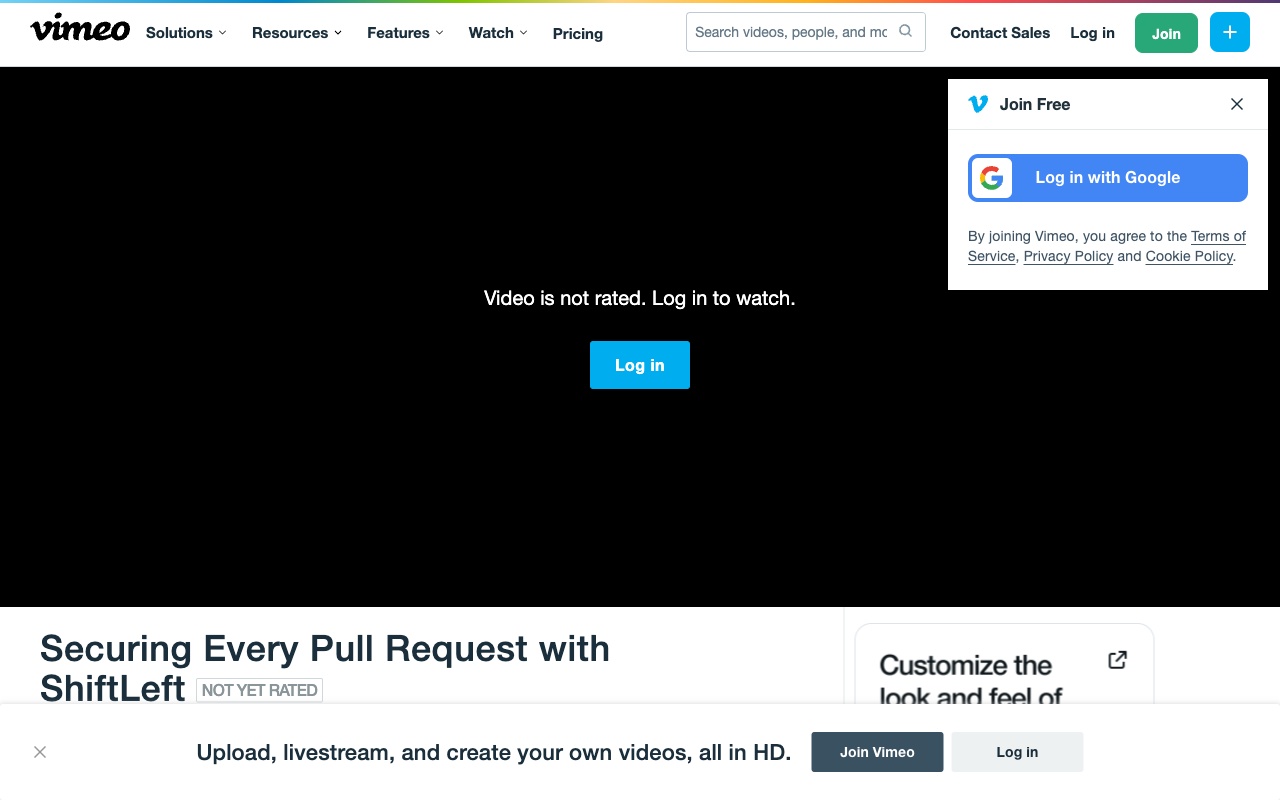 vimeo Solutions Resources Features Watch Pricing Search videos, people, and mc Contact Sales Log in Join
Join Free
Log in with Google
By joining Vimeo, you agree to the Terms of
Service, Privacy Policy and Cookie Policy.
Video is not rated. Log in to watch.
Log in
Securing Every Pull Request with
ShiftLeft NOT YET RATED
Customize the
look and feel of
Upload, livestream, and create your own videos, all in HD. Join Vimeo Log in